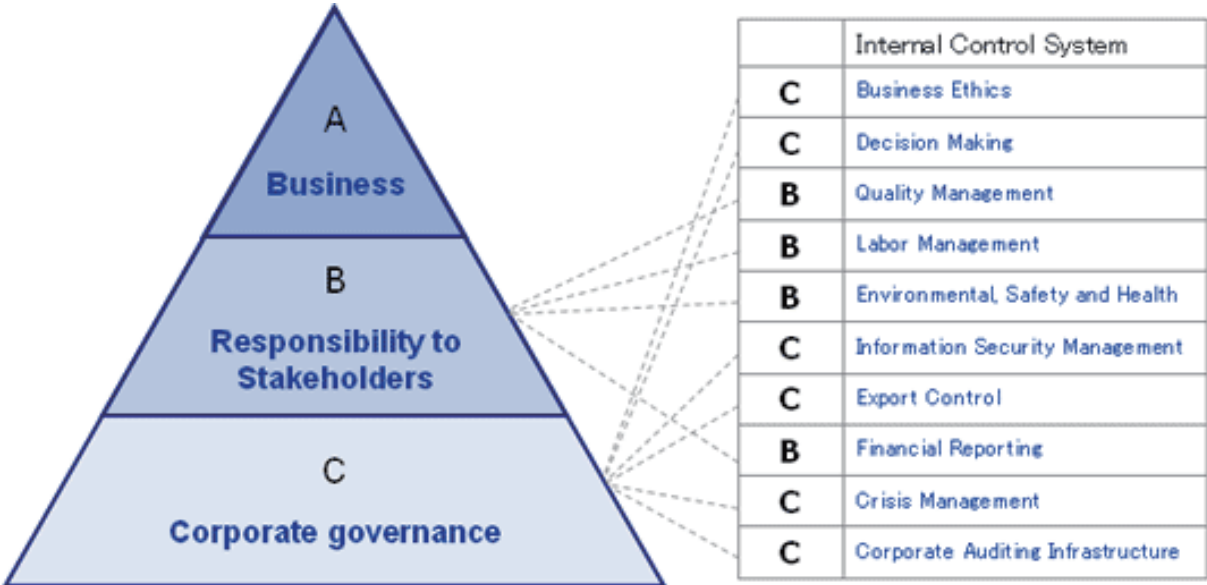 A
Business
B
Responsibility to
Stakeholders
C
Corporate governance
Internal Control System
C Business Ethics
C Decision Making
B Quality Management
B Labor Management
B Environmental, Safety and Health
C Information Security Management
C Export Control
B Financial Reporting
C Crisis Management
C Corporate Auditing Infrastructure